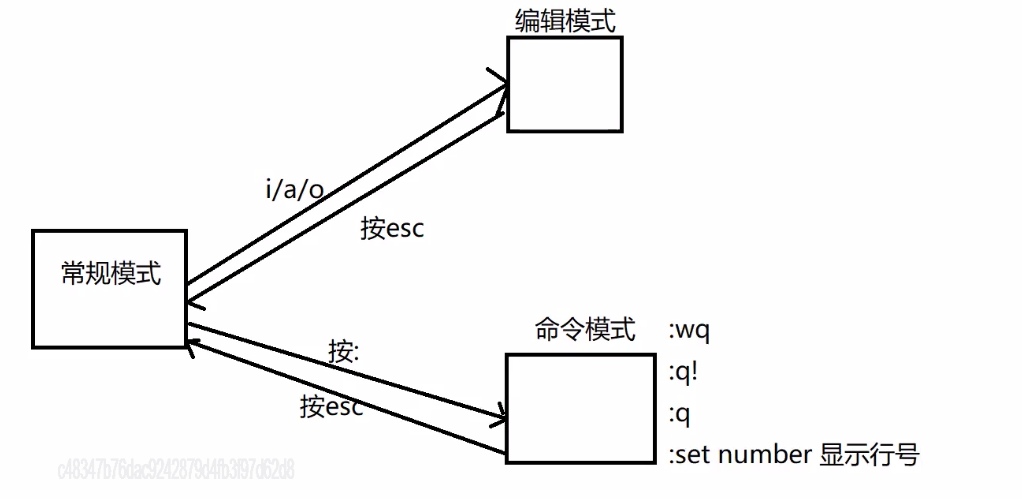 编辑模式
i/a/o
按esc
常规模式
命令模式
:wq
按:
:q!
按esc
:q
:set number 显示行号
c48347b76dac9242879d4fb3f97d62d8